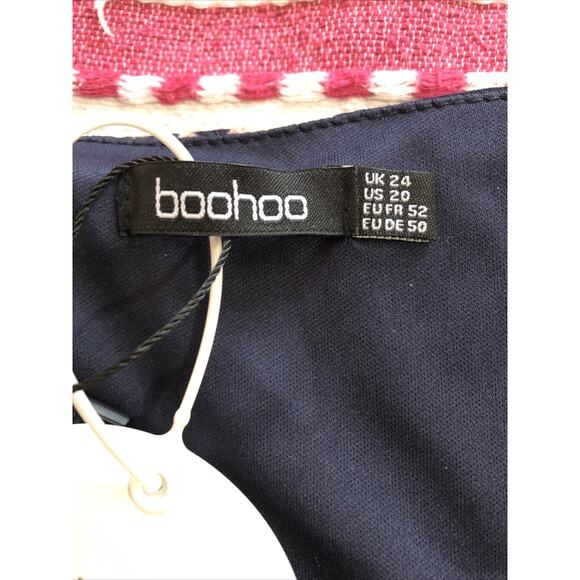 boohoo
UK 24
US 20
EU FR 52
EU DE 50